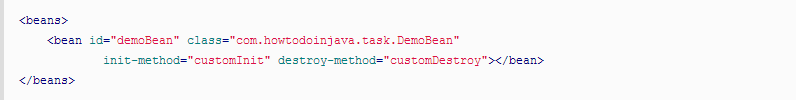 <beans>
<bean id="demoBean" class="com.howtodoinjava.task.DemoBean"
init-method="customInit" destroy-method="customDestroy"></bean>
</beans>